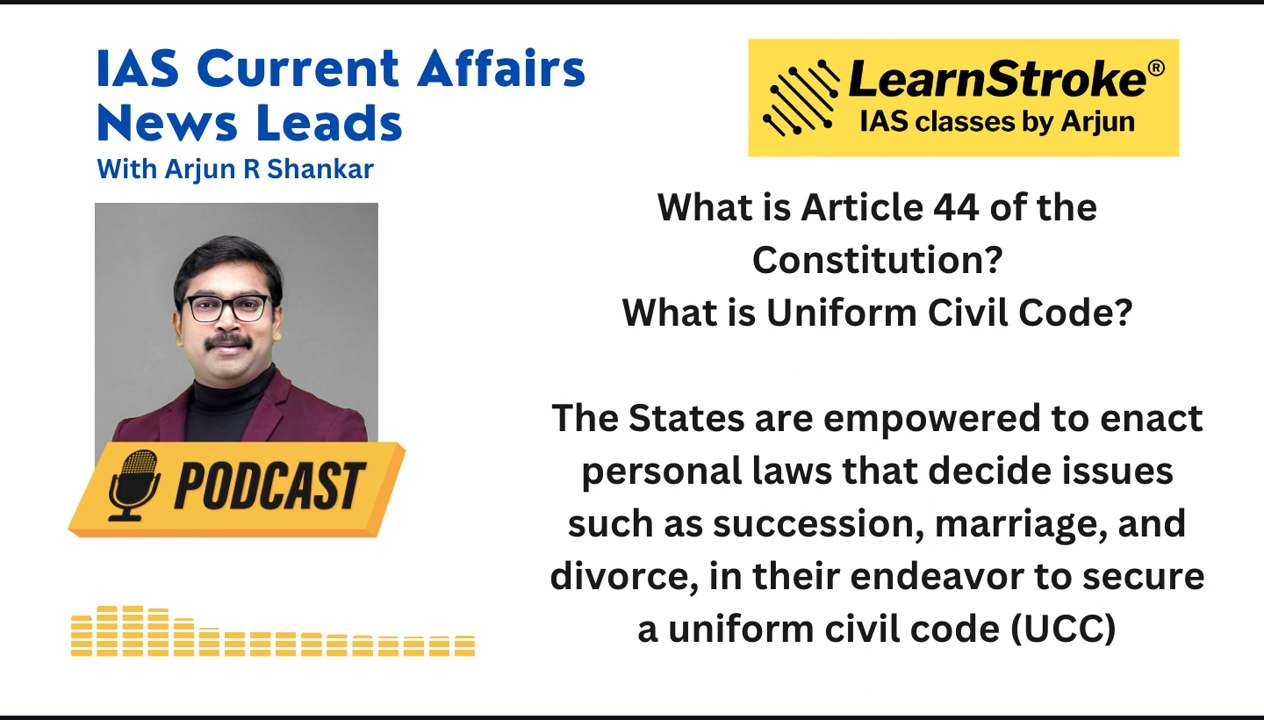 IAS Current Affairs
News Leads
With Arjun R Shankar
LearnStroke®
IAS classes by Arjun
What is Article 44 of the
Constitution?
What is Uniform Civil Code?
The States are empowered to enact
personal laws that decide issues
such as succession, marriage, and
divorce, in their endeavor to secure
a uniform civil code (UCC)
PODCAST